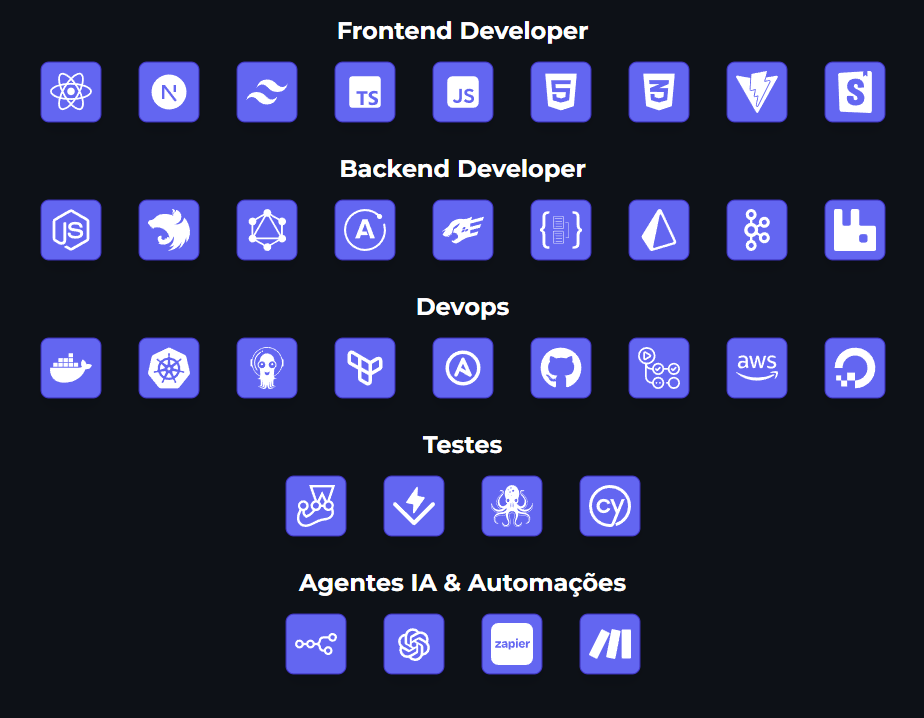 Frontend Developer
N TS JS 5 3 S
Backend Developer
JS A
Devops
A aws
Testes
cy
Agentes IA & Automações
zapier